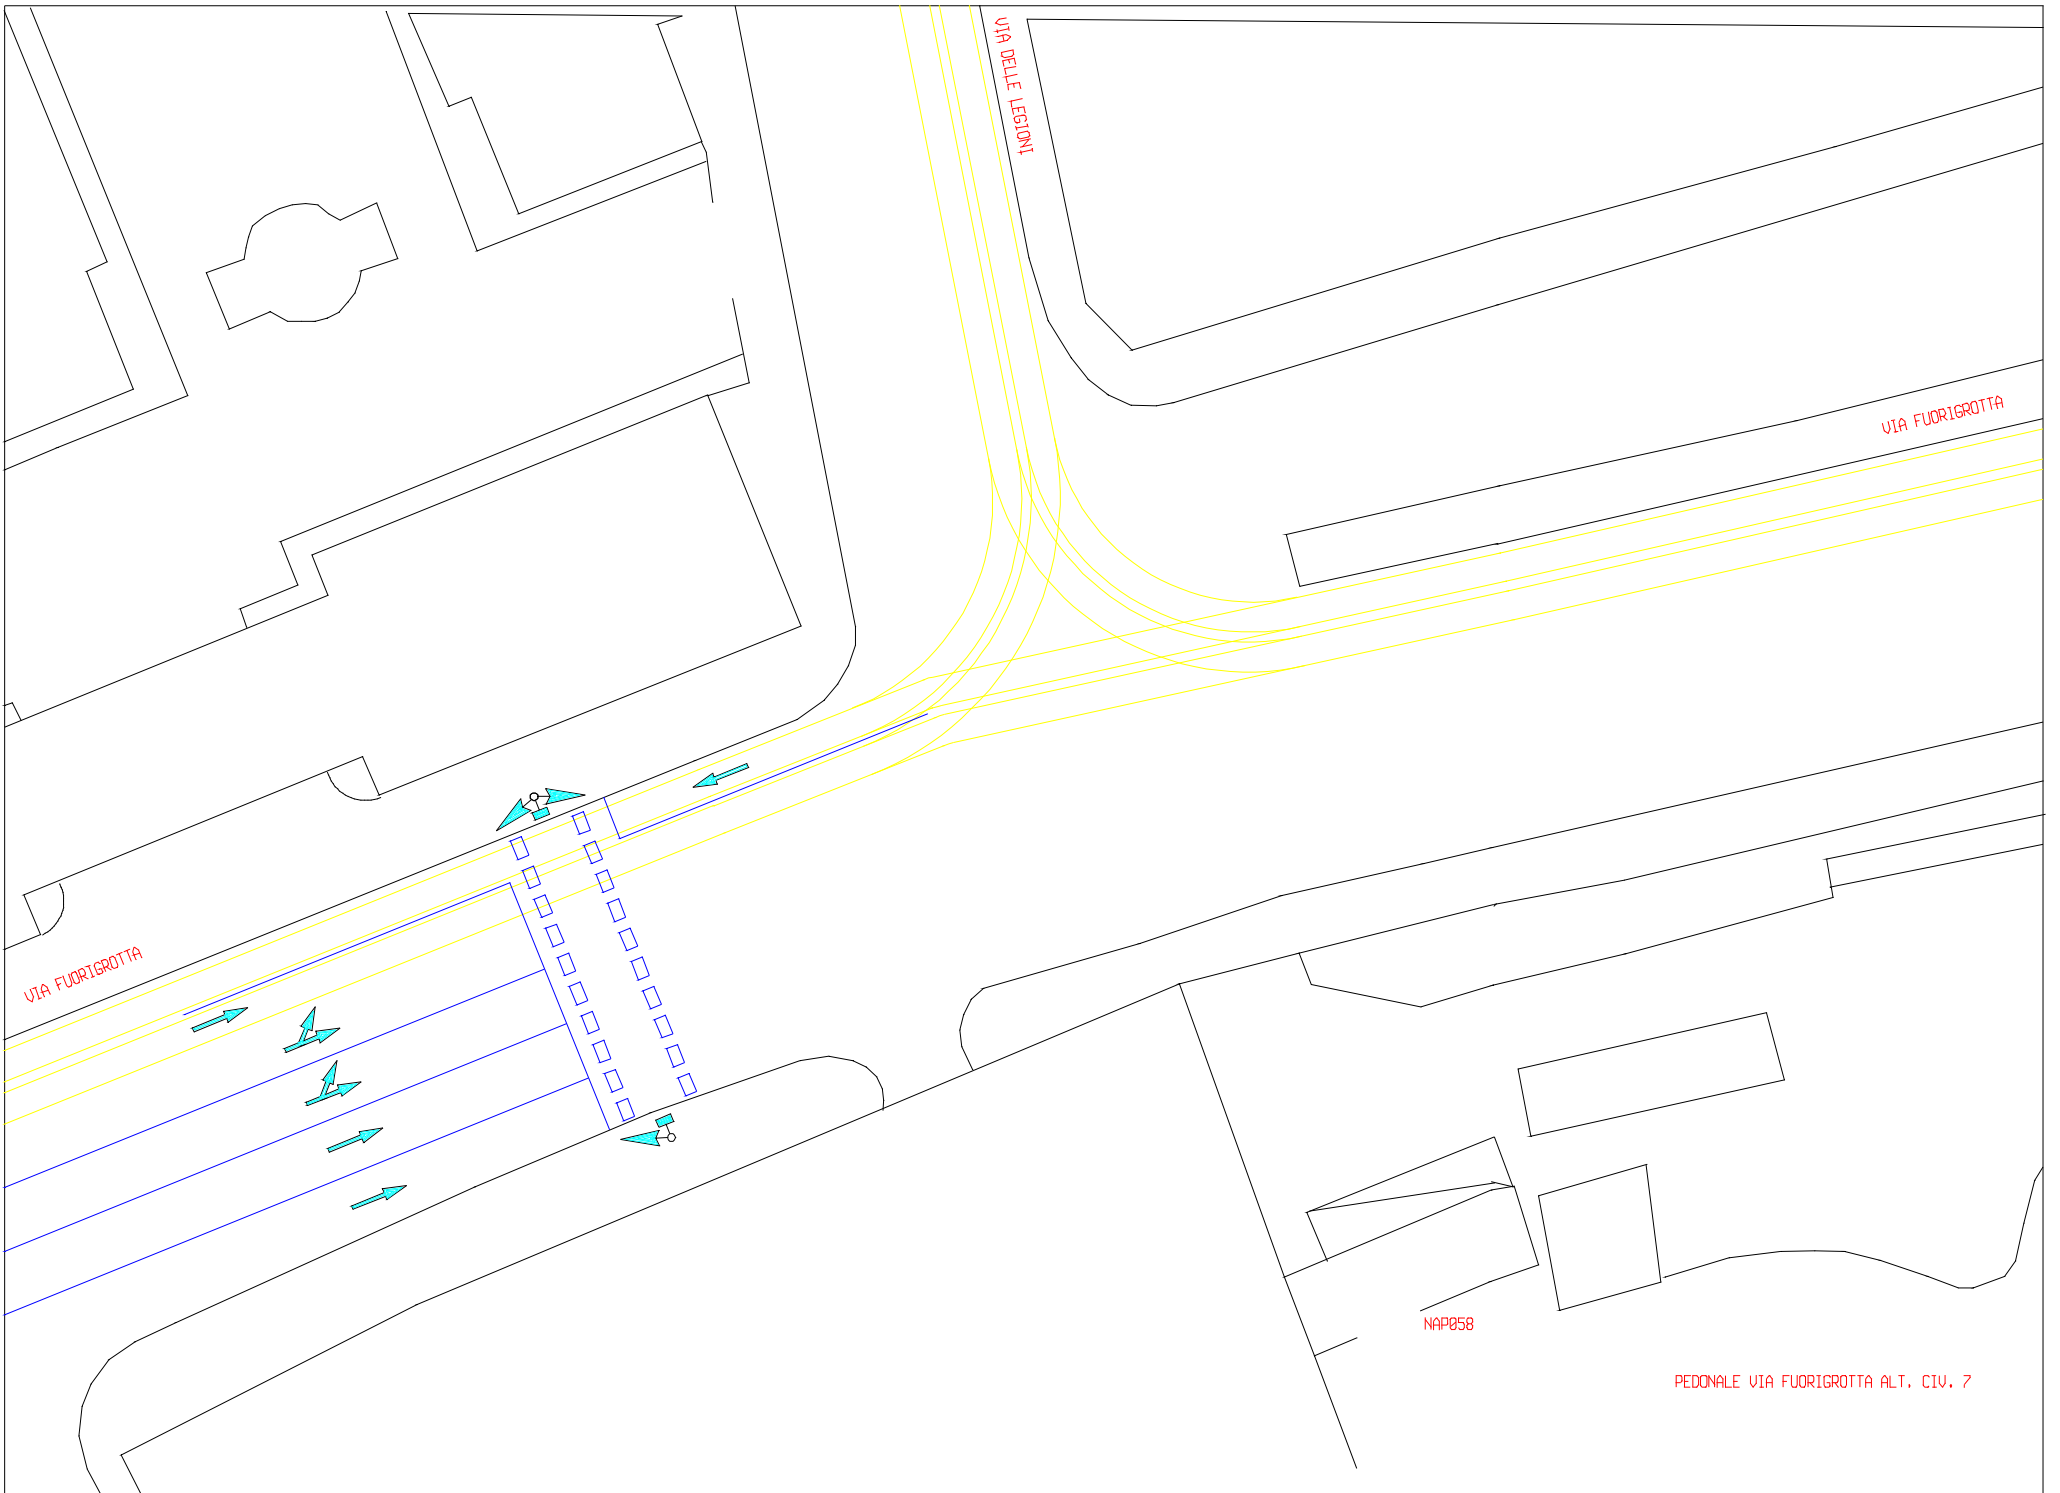 VIA DELLE LEGIONI
VIA FUORIGROTTA
VIA FUORIGROTTA
NAP058
PEDONALE VIA FUORIGROTTA ALT. CIV. 7